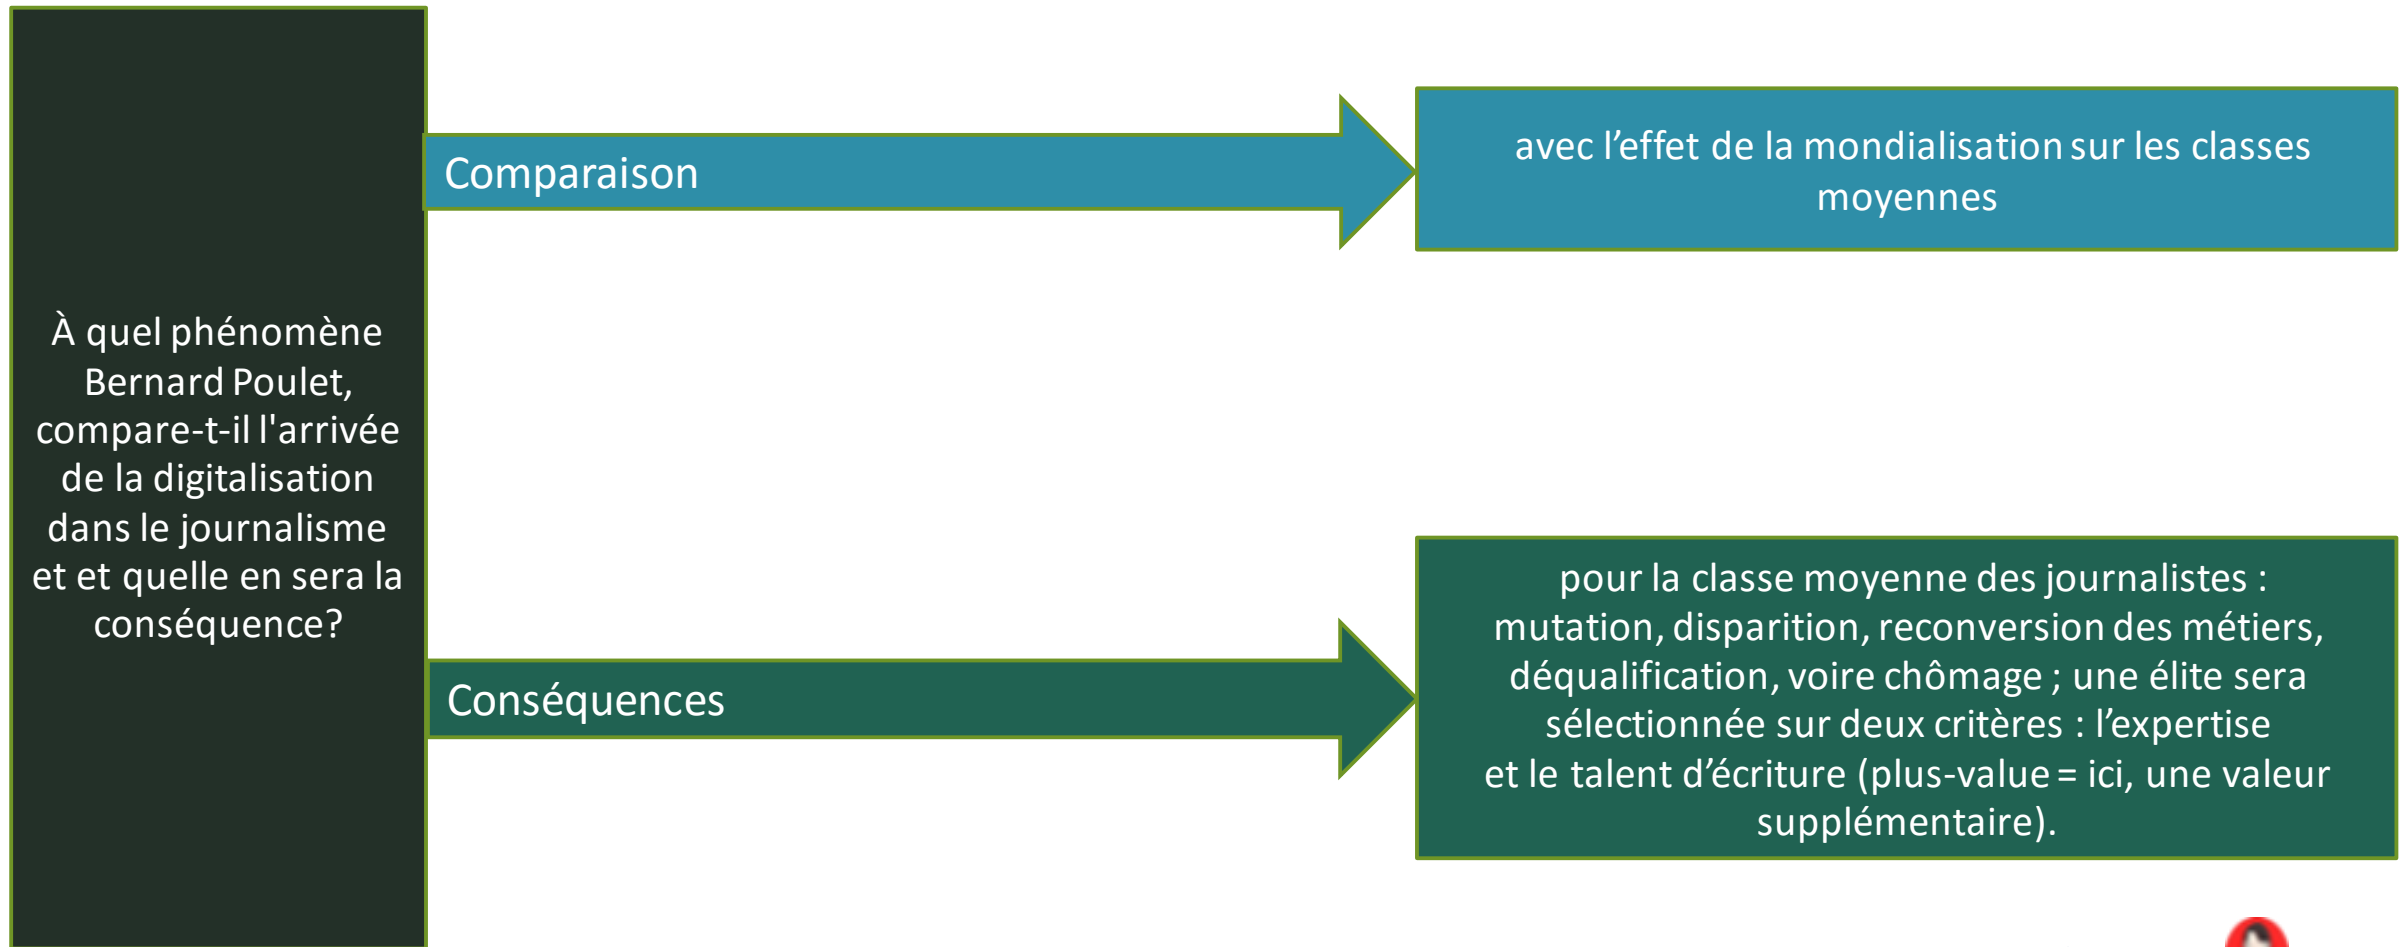 À quel phénomène
Bernard Poulet,
compare-t-il l'arrivée
de la digitalisation
dans le journalisme
et et quelle en sera la
conséquence?
Comparaison
avec l’effet de la mondialisation sur les classes
moyennes
Conséquences
pour la classe moyenne des journalistes :
mutation, disparition, reconversion des métiers,
déqualification, voire chômage ; une élite sera
sélectionnée sur deux critères : l’expertise
et le talent d’écriture (plus-value = ici, une valeur
supplémentaire).